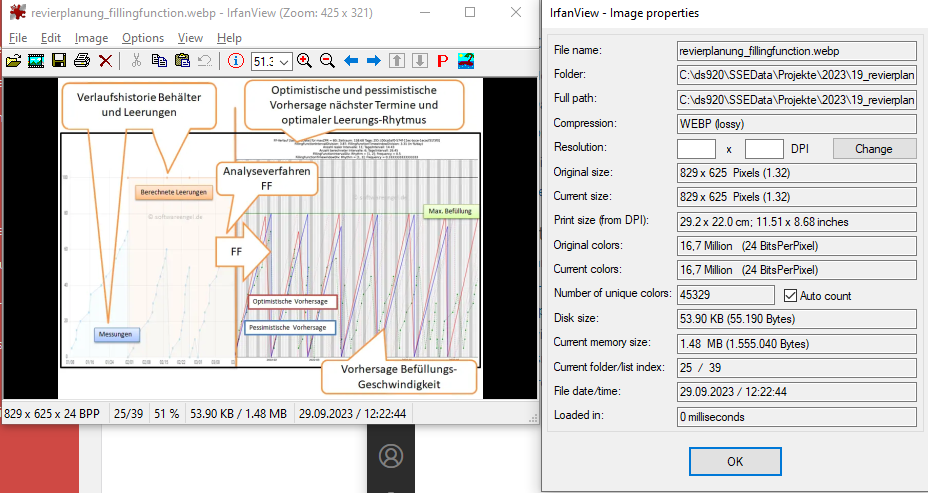 revierplanung_fillingfunction.webp - IrfanView (Zoom: 425 x 321)
File Edit Image Options View Help
51.3
Verlaufshistorie Behälter
und Leerungen
Optimistische und pessimistische
Vorhersage nächster Termine und
optimaler Leerungs-Rhytmus
Analyseverfahren
FF
Berechnete Leerungen
© softwareengel.de
© softwareengel.de
Max. Befüllung
FF
Optimistische Vorhersage
Pessimistische Vorhersage
Messungen
Vorhersage Befüllungs-
Geschwindigkeit
829 x 625 x 24 BPP 25/39 51 % 53.90 KB / 1.48 MB 29.09.2023 / 12:22:44
IrfanView - Image properties
File name: revierplanung_fillingfunction.webp
Folder: C:\ds920\SSEData\Projekte\2023\19_revierplan
Full path: C:\ds920\SSEData\Projekte\2023\19_revierplan
Compression: WEBP (lossy)
Resolution: x DPI Change
Original size: 829 x 625 Pixels (1.32)
Current size: 829 x 625 Pixels (1.32)
Print size (from DPI): 29.2 x 22.0 cm; 11.51 x 8.68 inches
Original colors: 16,7 Million (24 BitsPerPixel)
Current colors: 16,7 Million (24 BitsPerPixel)
Number of unique colors: 45329 Auto count
Disk size: 53.90 KB (55.190 Bytes)
Current memory size: 1.48 MB (1.555.040 Bytes)
Current folder/list index: 25 / 39
File date/time: 29.09.2023 / 12:22:44
Loaded in: 0 milliseconds
OK